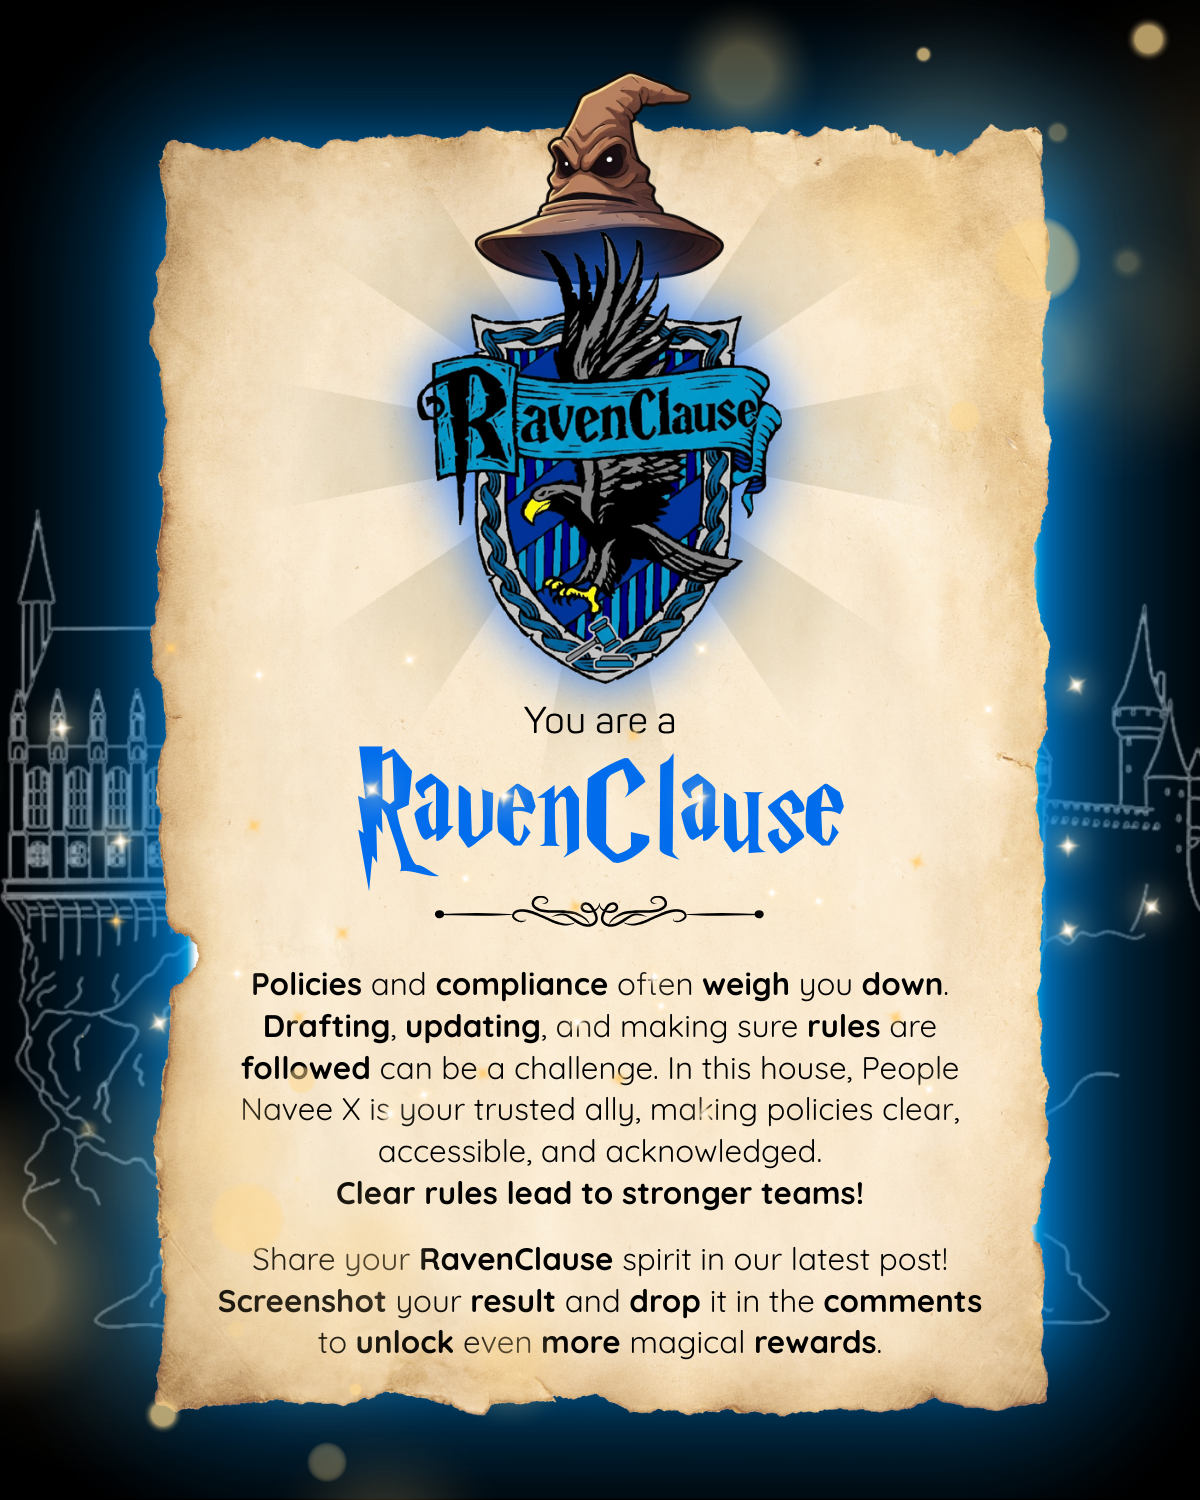 RavenClause
You are a
RavenClause
Policies and compliance often weigh you down.
Drafting, updating, and making sure rules are
followed can be a challenge. In this house, People
Navee X is your trusted ally, making policies clear,
accessible, and acknowledged.
Clear rules lead to stronger teams!
Share your RavenClause spirit in our latest post!
Screenshot your result and drop it in the comments
to unlock even more magical rewards.